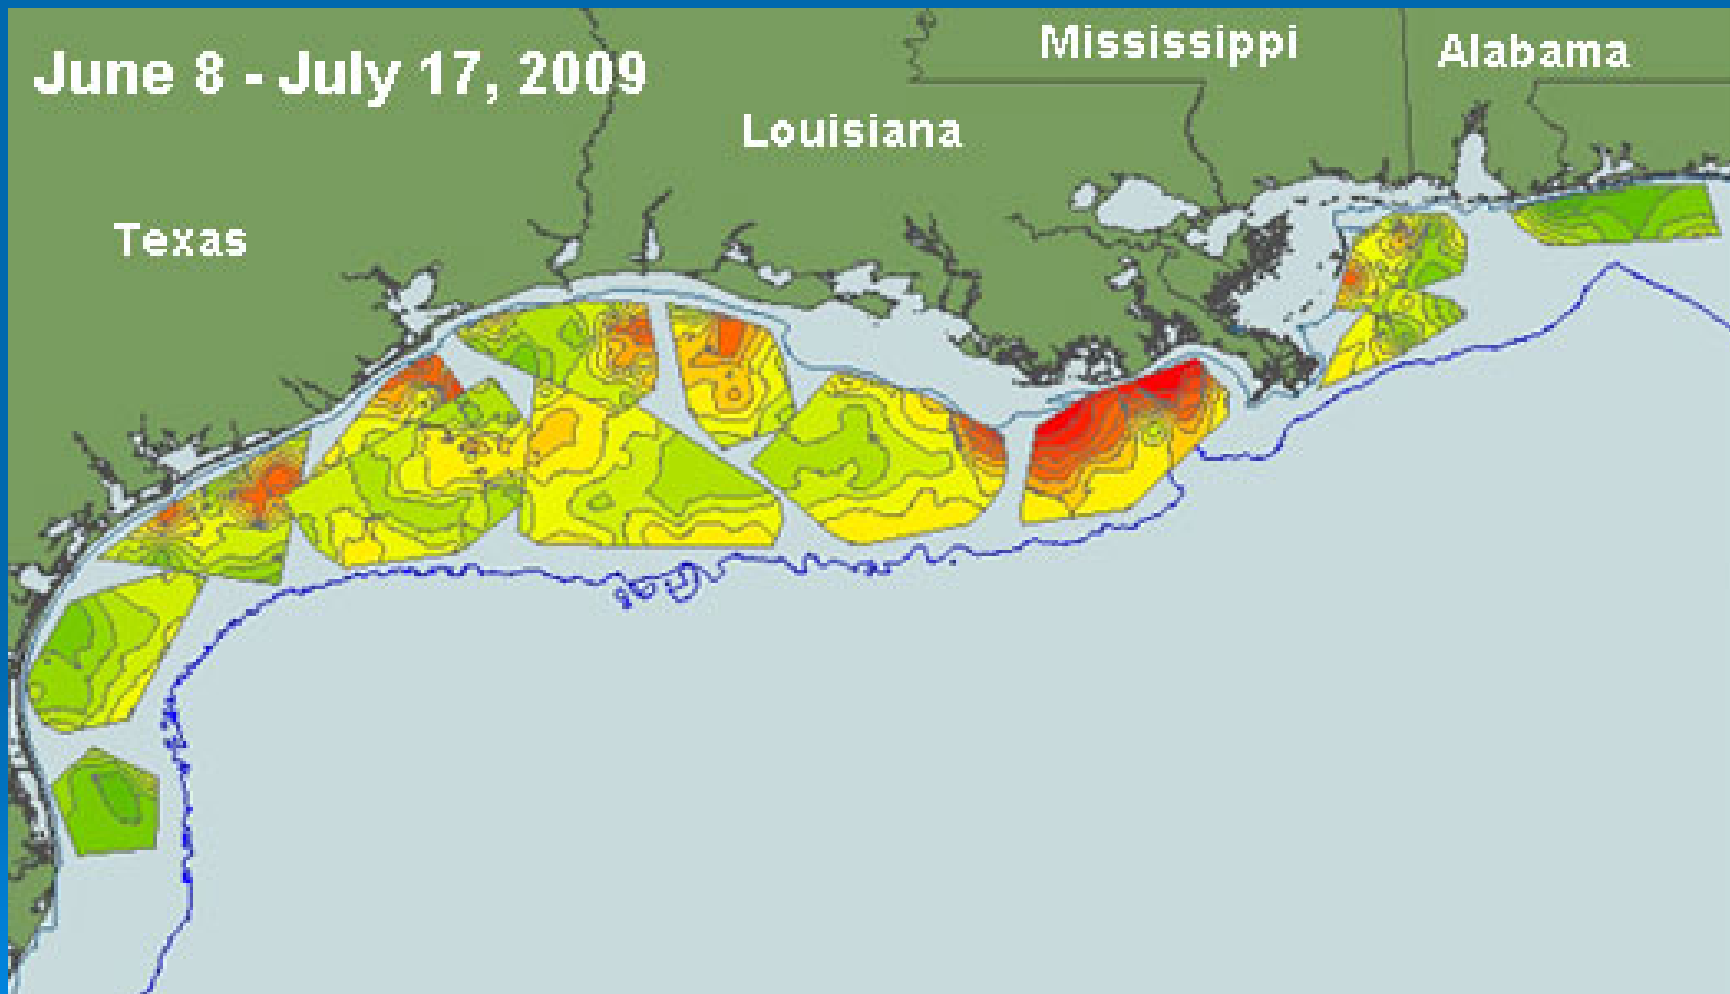 Mississippi
Alabama
June 8 - July 17, 2009
Louisiana
Texas